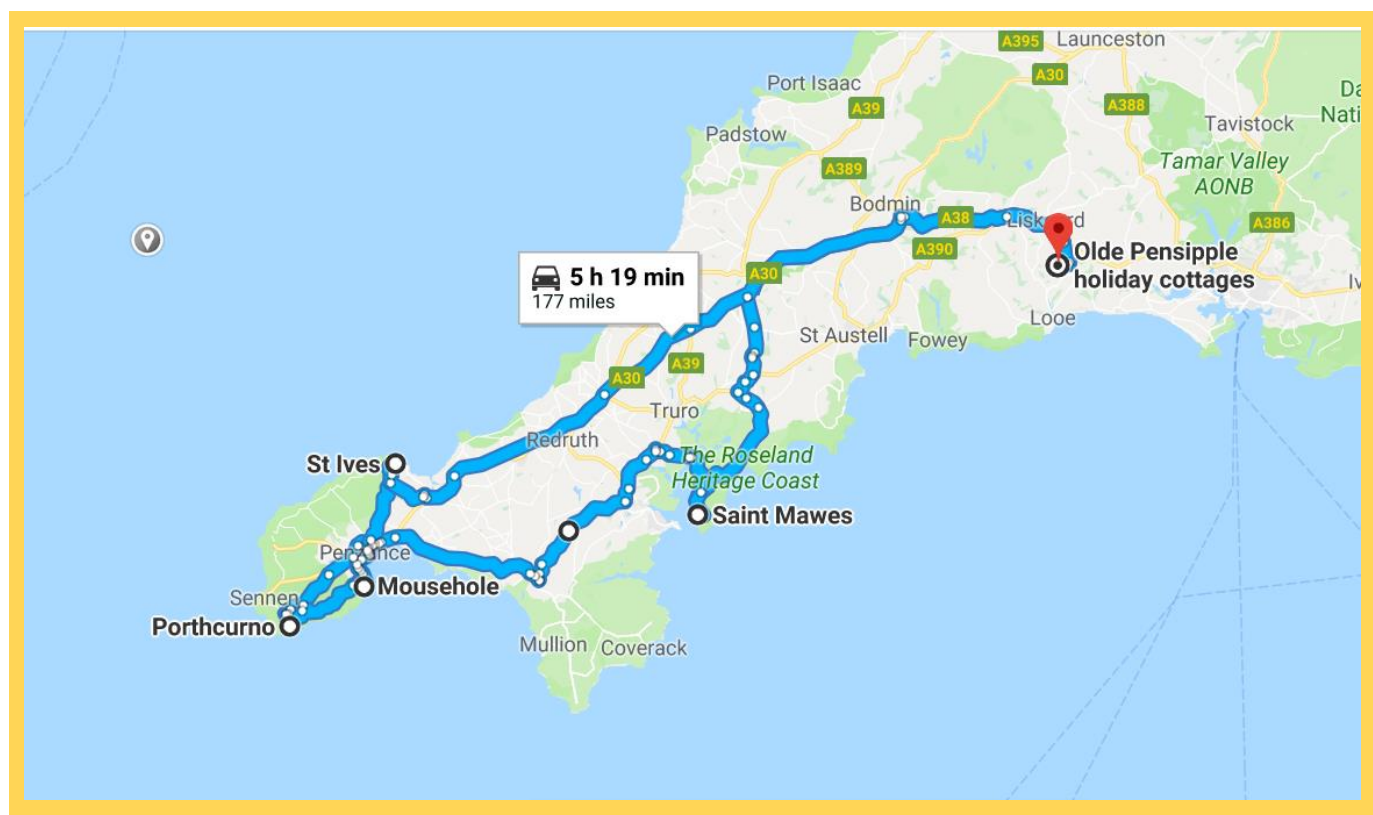 A395
Launceston
A30
Port Isaac
A39
A388
Tavistock
Padstow
Tamar Valley
AONB
A389
Bodmin
A38
A386
A390
Olde Pensipple
holiday cottages
A30
5 h 19 min
177 miles
Looe
St Austell
Fowey
A39
A30
Truro
Redruth
The Roseland
Heritage Coast
St Ives
Saint Mawes
Mousehole
Sennen
Porthcurno
Mullion
Coverack